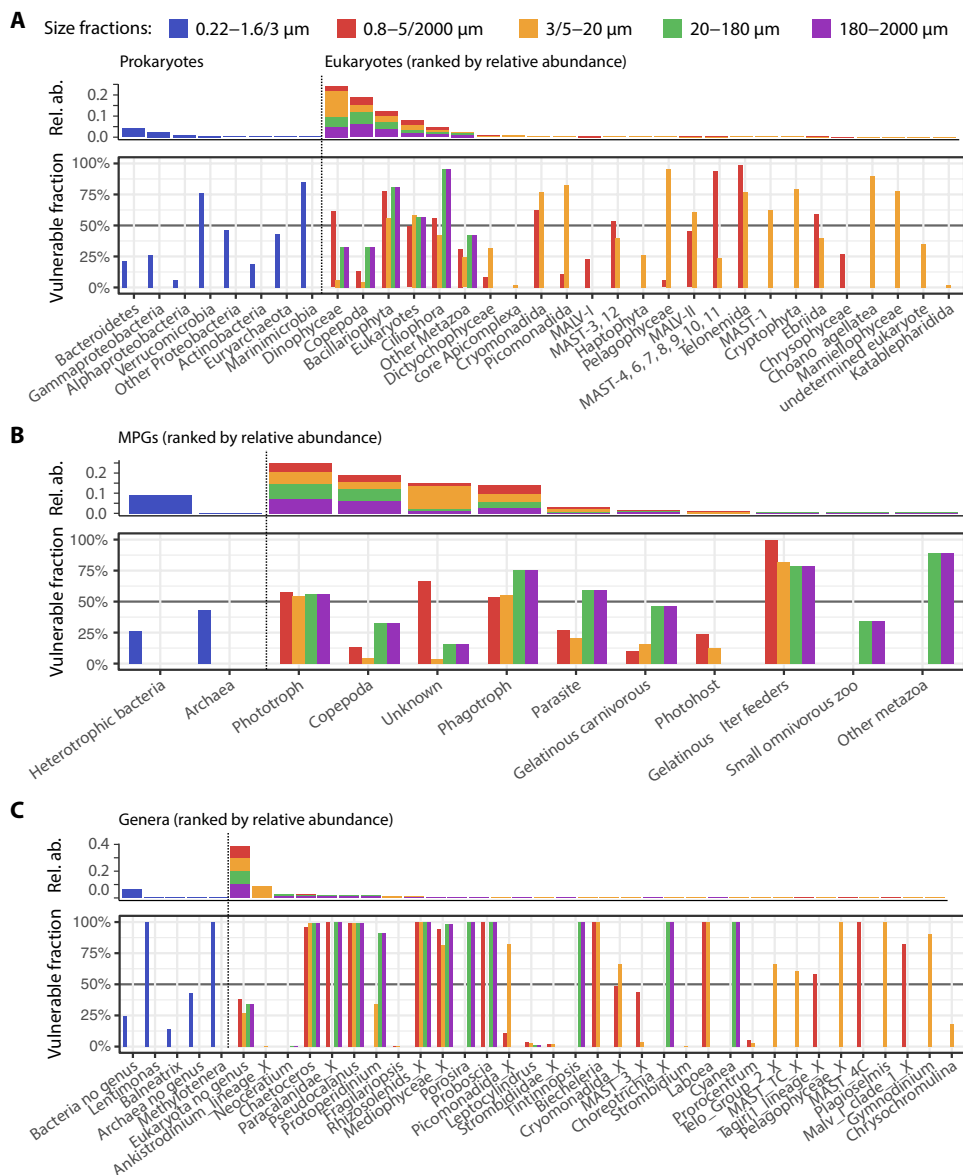 A
Size fractions:
0.22−1.6/3 μm
0.8−5/2000 μm
3/5−20 μm
20−180 μm
180−2000 μm
Prokaryotes
Eukaryotes (ranked by relative abundance)
Rel. ab.
0.2
0.1
0.0
Vulnerable fraction
100%
75%
50%
25%
0%
Bacteroidetes
Gammaproteobacteria
Alphaproteobacteria
Verrucomicrobia
Other Proteobacteria
Actinobacteria
Euryarchaeota
Marinimicrobia
Dinophyceae
Copepoda
Bacillariophyta
Eukaryotes
Ciliophora
Other Metazoa
Dictyochophyceae
core Apicomplexa
Cryomonadida
Picomonadida
MALV-I
MAST-3, 12
Haptophyta
Pelagophyceae
MALV-II
MAST-4, 6, 7, 8, 9, 10, 11
Telonemida
MAST-1
Cryptophyta
Ebriida
Chrysophyceae
Choano_agellatea
Mamiellophyceae
undetermined eukaryote
Katablepharidida
B
MPGs (ranked by relative abundance)
Rel. ab.
0.2
0.1
0.0
Vulnerable fraction
100%
75%
50%
25%
0%
Heterotrophic bacteria
Archaea
Phototroph
Copepoda
Unknown
Phagotroph
Parasite
Gelatinous carnivorous
Photohost
Gelatinous   lter feeders
Small omnivorous zoo
Other metazoa
C
Genera (ranked by relative abundance)
Rel. ab.
0.4
0.2
0.0
Vulnerable fraction
100%
75%
50%
25%
0%
Bacteria no genus
Lentimonas
Balneatrix
Archaea no genus
Methylotenera
Eukaryota no genus
Ankistrodinium_lineage_X
Neoceratium
Chaetoceros
Paracalanidae_X
Pseudocalanus
Protoperidinium
Fragilariopsis
Rhizosolenids_X
Mediophyceae_X
Porosira
Proboscia
Picomonadida_X
Leptocylindrus
Strombidiidae_X
Tintinnopsis
Biecheleria
Cryomonadida_X
MAST_3_X
Choreotrichia_X
Strombidium
Laboea
Cyanea
Prorocentrum
Telo_Group_2_X
MAST_1C_X
Taqiri1_lineage_X
Pelagophyceae_X
MAST_4C
Plagioselmis
Malv_Clade_1_X
Gymnodinium
Chrysochromulina